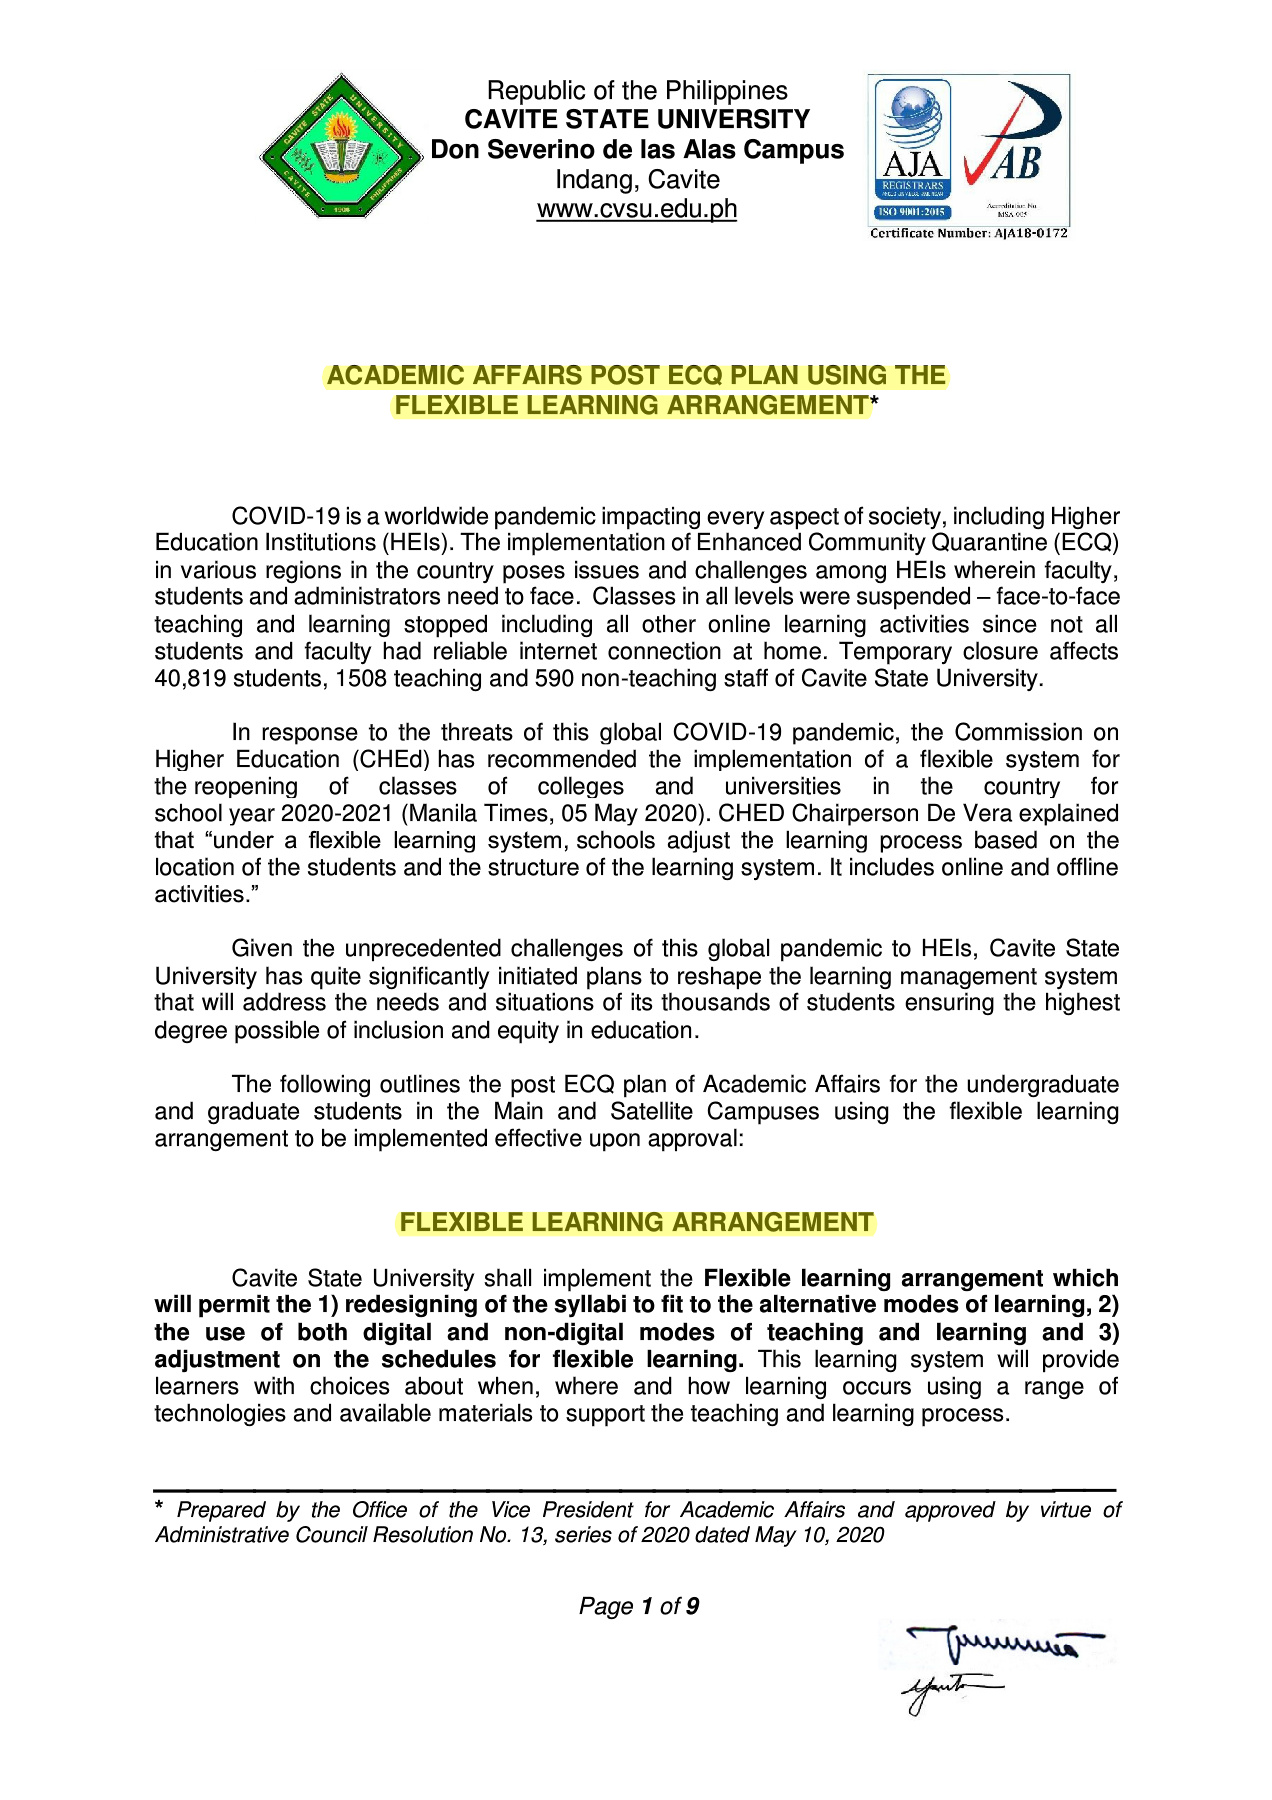 Republic of the Philippines
CAVITE STATE UNIVERSITY
Don Severino de las Alas Campus
Indang, Cavite
www.cvsu.edu.ph
CAVITE STATE UNIVERSITY
CAVITE PHILIPPINES
1906
AJA
REGISTRARS
ISO 9001:2015
PAB
Accreditation No.
MSA-005
Certificate Number: AJA18-0172
ACADEMIC AFFAIRS POST ECQ PLAN USING THE
FLEXIBLE LEARNING ARRANGEMENT*
COVID-19 is a worldwide pandemic impacting every aspect of society, including Higher
Education Institutions (HEIs). The implementation of Enhanced Community Quarantine (ECQ)
in various regions in the country poses issues and challenges among HEIs wherein faculty,
students and administrators need to face. Classes in all levels were suspended – face-to-face
teaching and learning stopped including all other online learning activities since not all
students and faculty had reliable internet connection at home. Temporary closure affects
40,819 students, 1508 teaching and 590 non-teaching staff of Cavite State University.
In response to the threats of this global COVID-19 pandemic, the Commission on
Higher Education (CHEd) has recommended the implementation of a flexible system for
the reopening of classes of colleges and universities in the country for
school year 2020-2021 (Manila Times, 05 May 2020). CHED Chairperson De Vera explained
that “under a flexible learning system, schools adjust the learning process based on the
location of the students and the structure of the learning system. It includes online and offline
activities.”
Given the unprecedented challenges of this global pandemic to HEIs, Cavite State
University has quite significantly initiated plans to reshape the learning management system
that will address the needs and situations of its thousands of students ensuring the highest
degree possible of inclusion and equity in education.
The following outlines the post ECQ plan of Academic Affairs for the undergraduate
and graduate students in the Main and Satellite Campuses using the flexible learning
arrangement to be implemented effective upon approval:
FLEXIBLE LEARNING ARRANGEMENT
Cavite State University shall implement the Flexible learning arrangement which
will permit the 1) redesigning of the syllabi to fit to the alternative modes of learning, 2)
the use of both digital and non-digital modes of teaching and learning and 3)
adjustment on the schedules for flexible learning. This learning system will provide
learners with choices about when, where and how learning occurs using a range of
technologies and available materials to support the teaching and learning process.
* Prepared by the Office of the Vice President for Academic Affairs and approved by virtue of
Administrative Council Resolution No. 13, series of 2020 dated May 10, 2020
Page 1 of 9